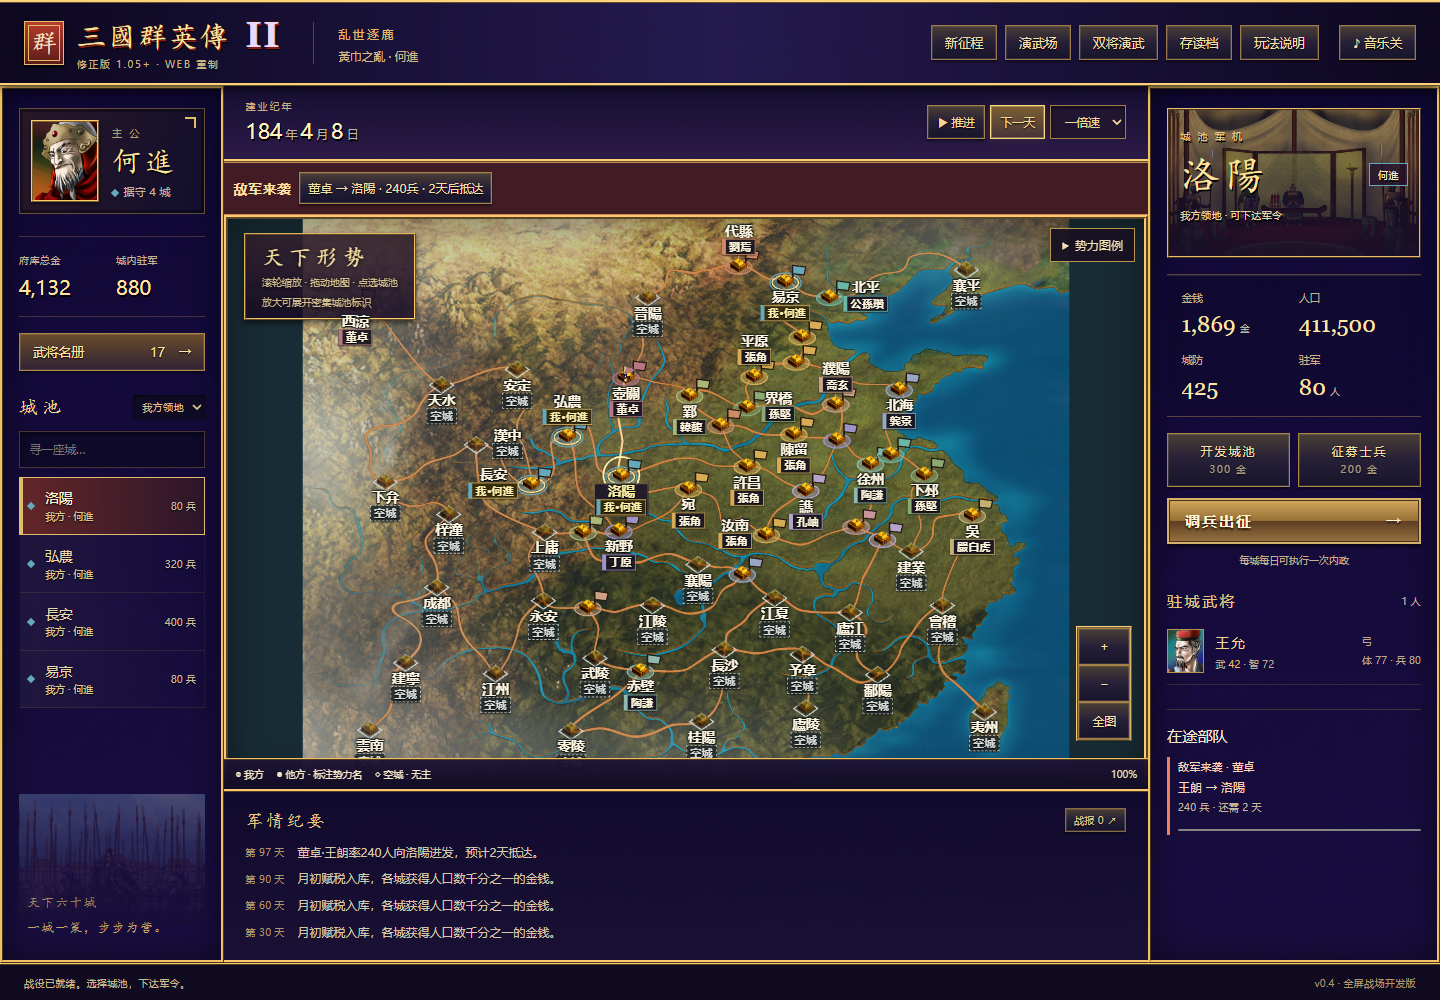 群
三國群英傳 II
修正版 1.05+ · WEB 重制
乱世逐鹿
黃巾之亂 · 何進
新征程
演武场
双将演武
存读档
玩法说明
♪ 音乐关
主公
何進
◆ 据守 4 城
府库总金
城内驻军
4,132
880
武将名册 17 →
城池
我方领地
寻一座城...
洛陽
我方 · 何進
80 兵
弘農
我方 · 何進
320 兵
長安
我方 · 何進
400 兵
易京
我方 · 何進
80 兵
天下六十城
一城一策，步步为营。
建业纪年
184年4月8日
▶ 推进
下一天
一倍速
敌军来袭
董卓 → 洛陽 · 240兵 · 2天后抵达
天下形势
滚轮缩放 · 拖动地图 · 点选城池
放大可展开密集城池标识
▶ 势力图例
代縣
劉焉
易京
我•何進
北平
公孫瓚
襄平
空城
西涼
董卓
晉陽
空城
平原
張角
濮陽
喬玄
天水
空城
安定
空城
弘農
我•何進
壺關
董卓
鄴
韓馥
界橋
孫堅
北海
漢中
空城
陳留
張角
長安
我•何進
洛陽
我•何進
許昌
張角
徐州
陶謙
下邳
孫堅
下弁
空城
宛
張角
譙
孔岫
梓潼
空城
上庸
空城
新野
丁原
汝南
張角
吳
嚴白虎
襄陽
空城
建業
空城
成都
空城
永安
空城
江陵
空城
江夏
空城
廬江
空城
會稽
空城
建寧
空城
江州
空城
武陵
空城
赤壁
陶謙
長沙
空城
予章
空城
鄱陽
空城
雲南
零陵
桂陽
空城
廬陵
空城
夷州
空城
+
−
全图
我方
他方 · 标注势力名
空城 · 无主
100%
军情纪要
战报 0 ↗
第 97 天 董卓·王朗率240人向洛陽进发，预计2天抵达。
第 90 天 月初赋税入库，各城获得人口数千分之一的金钱。
第 60 天 月初赋税入库，各城获得人口数千分之一的金钱。
第 30 天 月初赋税入库，各城获得人口数千分之一的金钱。
城池军机
洛陽
何進
我方领地 · 可下达军令
金钱
人口
1,869 金
411,500
城防
驻军
425
80 人
开发城池
300 金
征募士兵
200 金
调兵出征 →
每城每日可执行一次内政
驻城武将
1 人
王允
武 42 · 智 72
弓
体 77 · 兵 80
在途部队
敌军来袭 · 董卓
王朗 → 洛陽
240 兵 · 还需 2 天
战役已就绪。选择城池，下达军令。
v0.4 · 全屏战场开发版